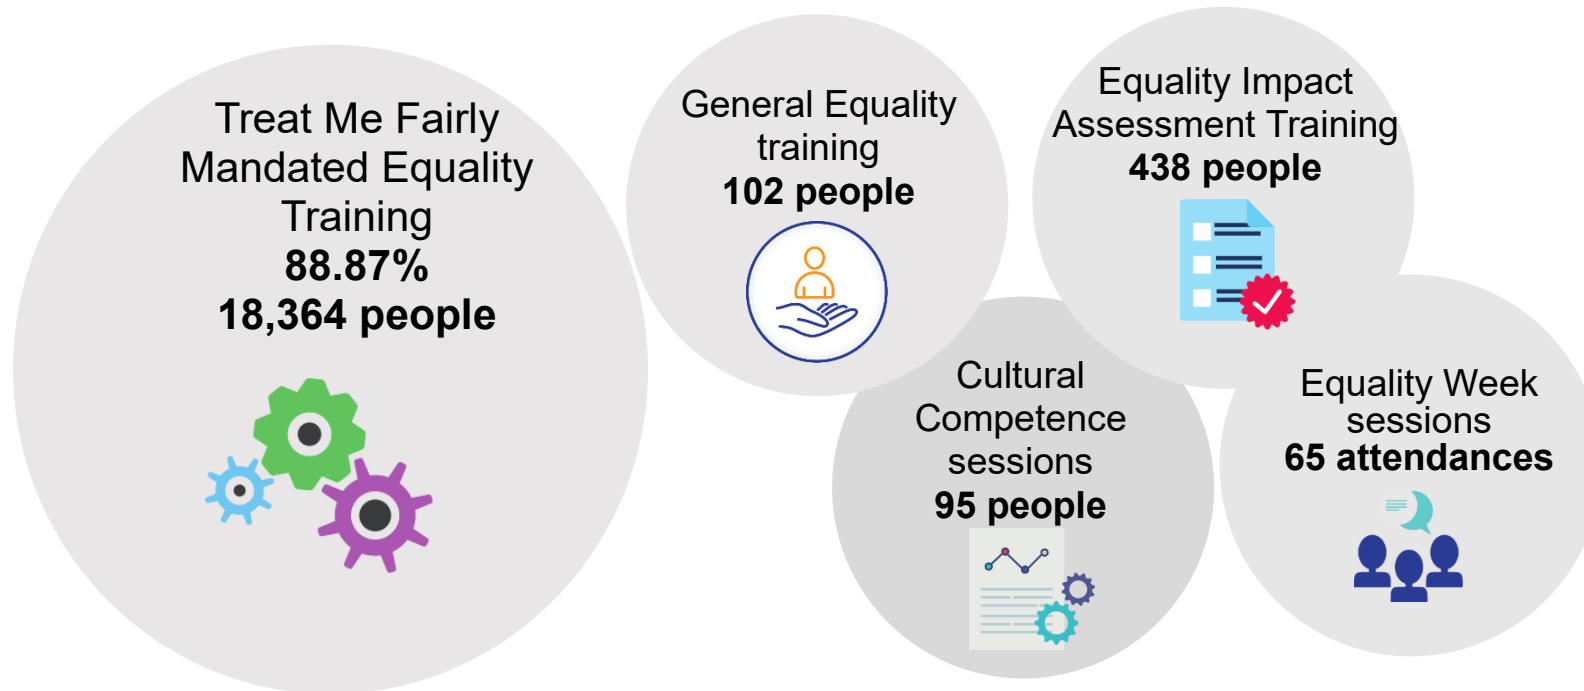 Treat Me Fairly
Mandated Equality
Training
88.87%
18,364 people
General Equality
training
102 people
Equality Impact
Assessment Training
438 people
Cultural
Competence
sessions
95 people
Equality Week
sessions
65 attendances